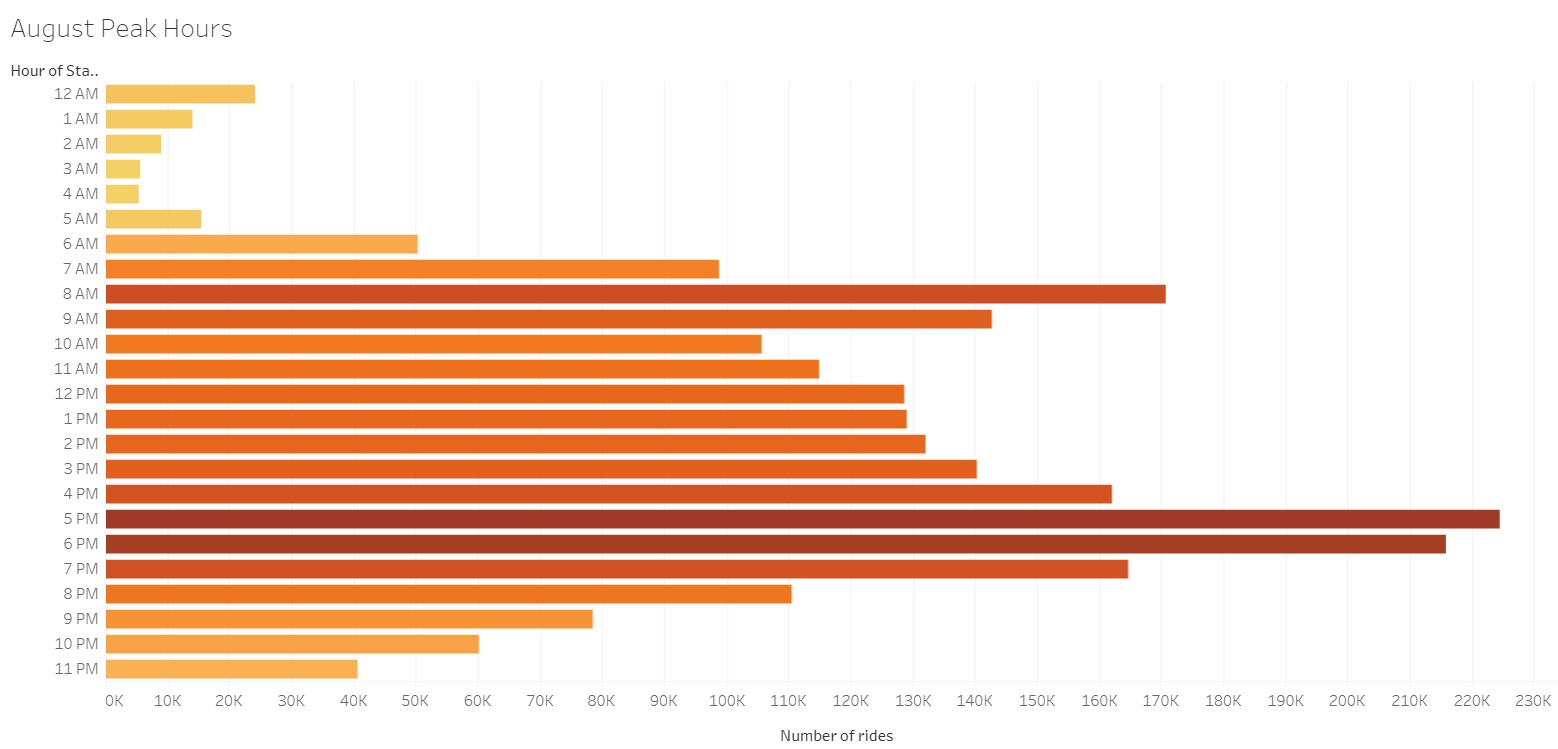 August Peak Hours
Hour of Sta..
12 AM
1 AM
2 AM
3 AM
4 AM
5 AM
6 AM
7 AM
8 AM
9 AM
10 AM
11 AM
12 PM
1 PM
2 PM
3 PM
4 PM
5 PM
6 PM
7 PM
8 PM
9 PM
10 PM
11 PM
0K 10K 20K 30K 40K 50K 60K 70K 80K 90K 100K 110K 120K 130K 140K 150K 160K 170K 180K 190K 200K 210K 220K 230K
Number of rides